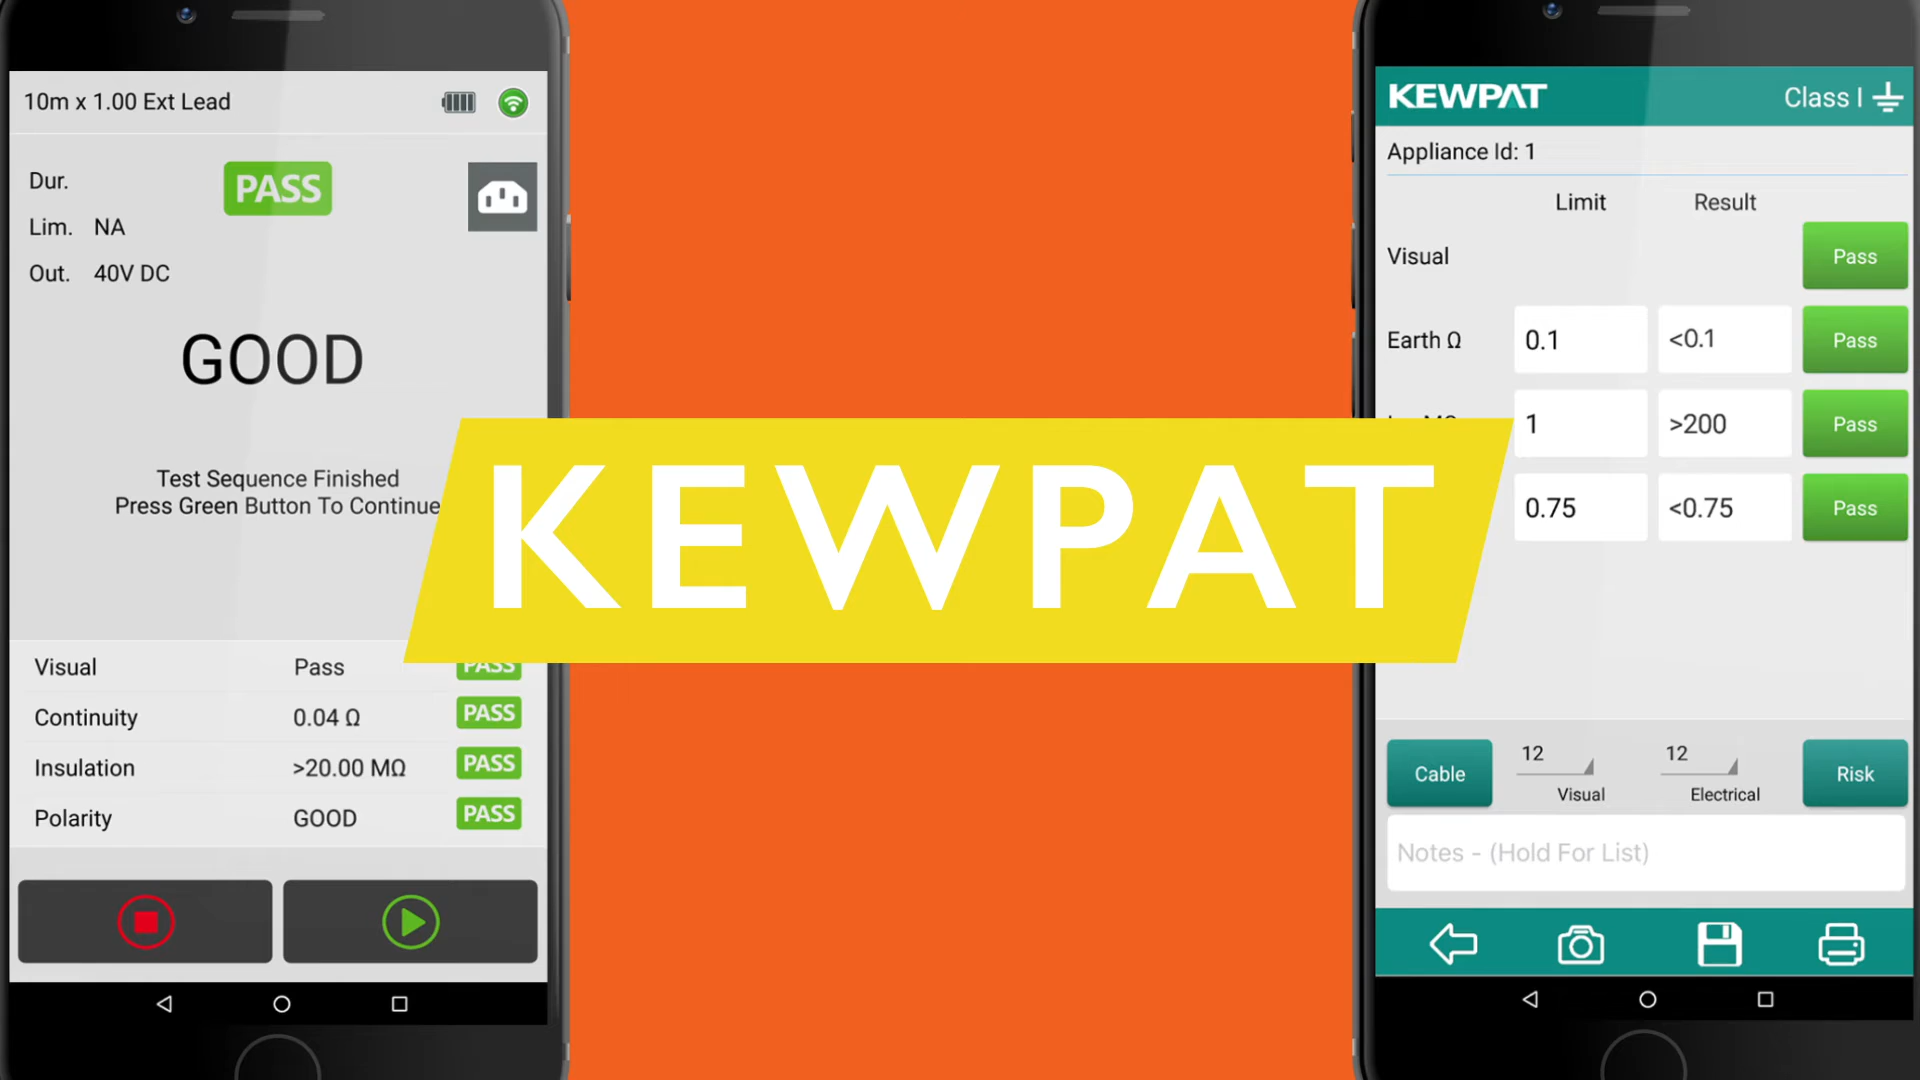 10m x 1.00 Ext Lead
Dur.
PASS
Lim. NA
Out. 40V DC
GOOD
Test Sequence Finished
Press Green Button To Continue
Visual Pass PASS
Continuity 0.04 Ω PASS
Insulation >20.00 MΩ PASS
Polarity GOOD PASS
KEWPAT
KEWPAT Class I
Appliance Id: 1
Limit Result
Visual Pass
Earth Ω 0.1 <0.1 Pass
1 >200 Pass
0.75 <0.75 Pass
Cable 12 Visual 12 Electrical Risk
Notes - (Hold For List)